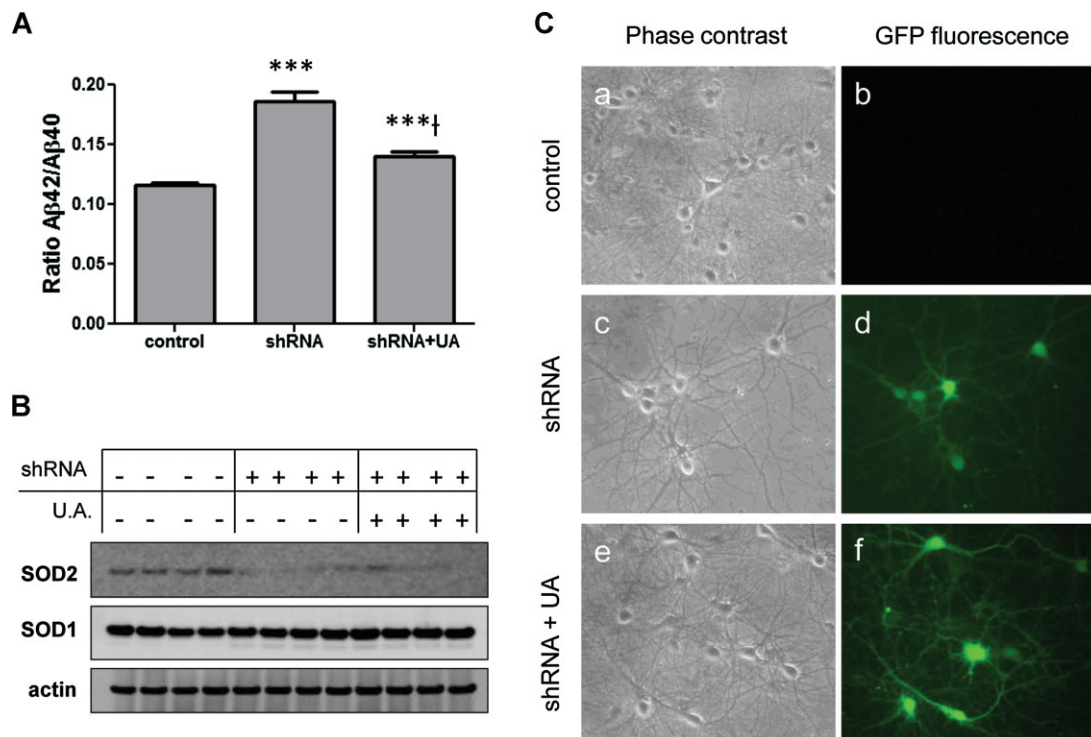 A
Ratio Aβ42/Aβ40
0.20
0.15
0.10
0.05
0.00
***
***†
control shRNA shRNA+UA
B
shRNA - - - - + + + + + + + +
U.A. - - - - - - - - + + + +
SOD2
SOD1
actin
C
Phase contrast GFP fluorescence
control
a b
shRNA
c d
shRNA + UA
e f